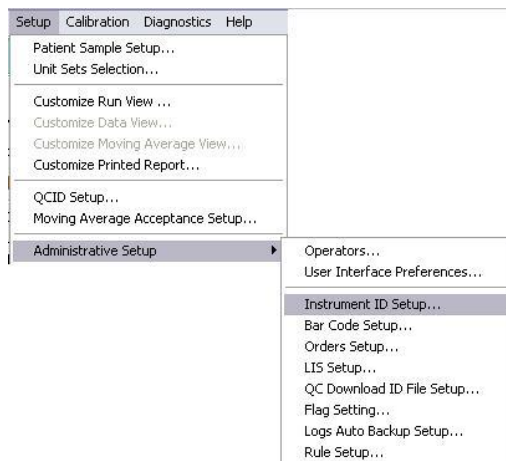 Setup Calibration Diagnostics Help
Patient Sample Setup...
Unit Sets Selection...
Customize Run View ...
Customize Data View...
Customize Moving Average View...
Customize Printed Report...
QCID Setup...
Moving Average Acceptance Setup...
Administrative Setup
Operators...
User Interface Preferences...
Instrument ID Setup...
Bar Code Setup...
Orders Setup...
LIS Setup...
QC Download ID File Setup...
Flag Setting...
Logs Auto Backup Setup...
Rule Setup...